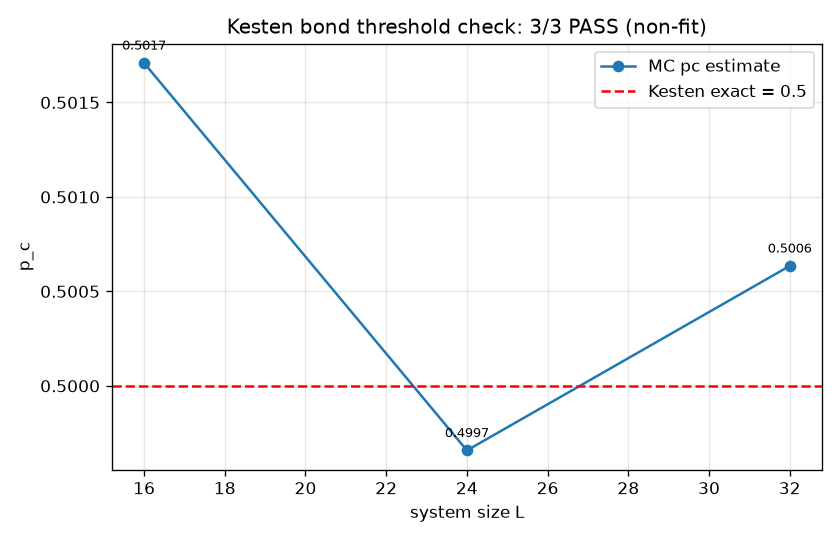 Kesten bond threshold check: 3/3 PASS (non-fit)
0.5017
MC pc estimate
Kesten exact = 0.5
0.5015
0.5010
0.5006
0.5005
0.5000
0.4997
p_c
16 18 20 22 24 26 28 30 32
system size L